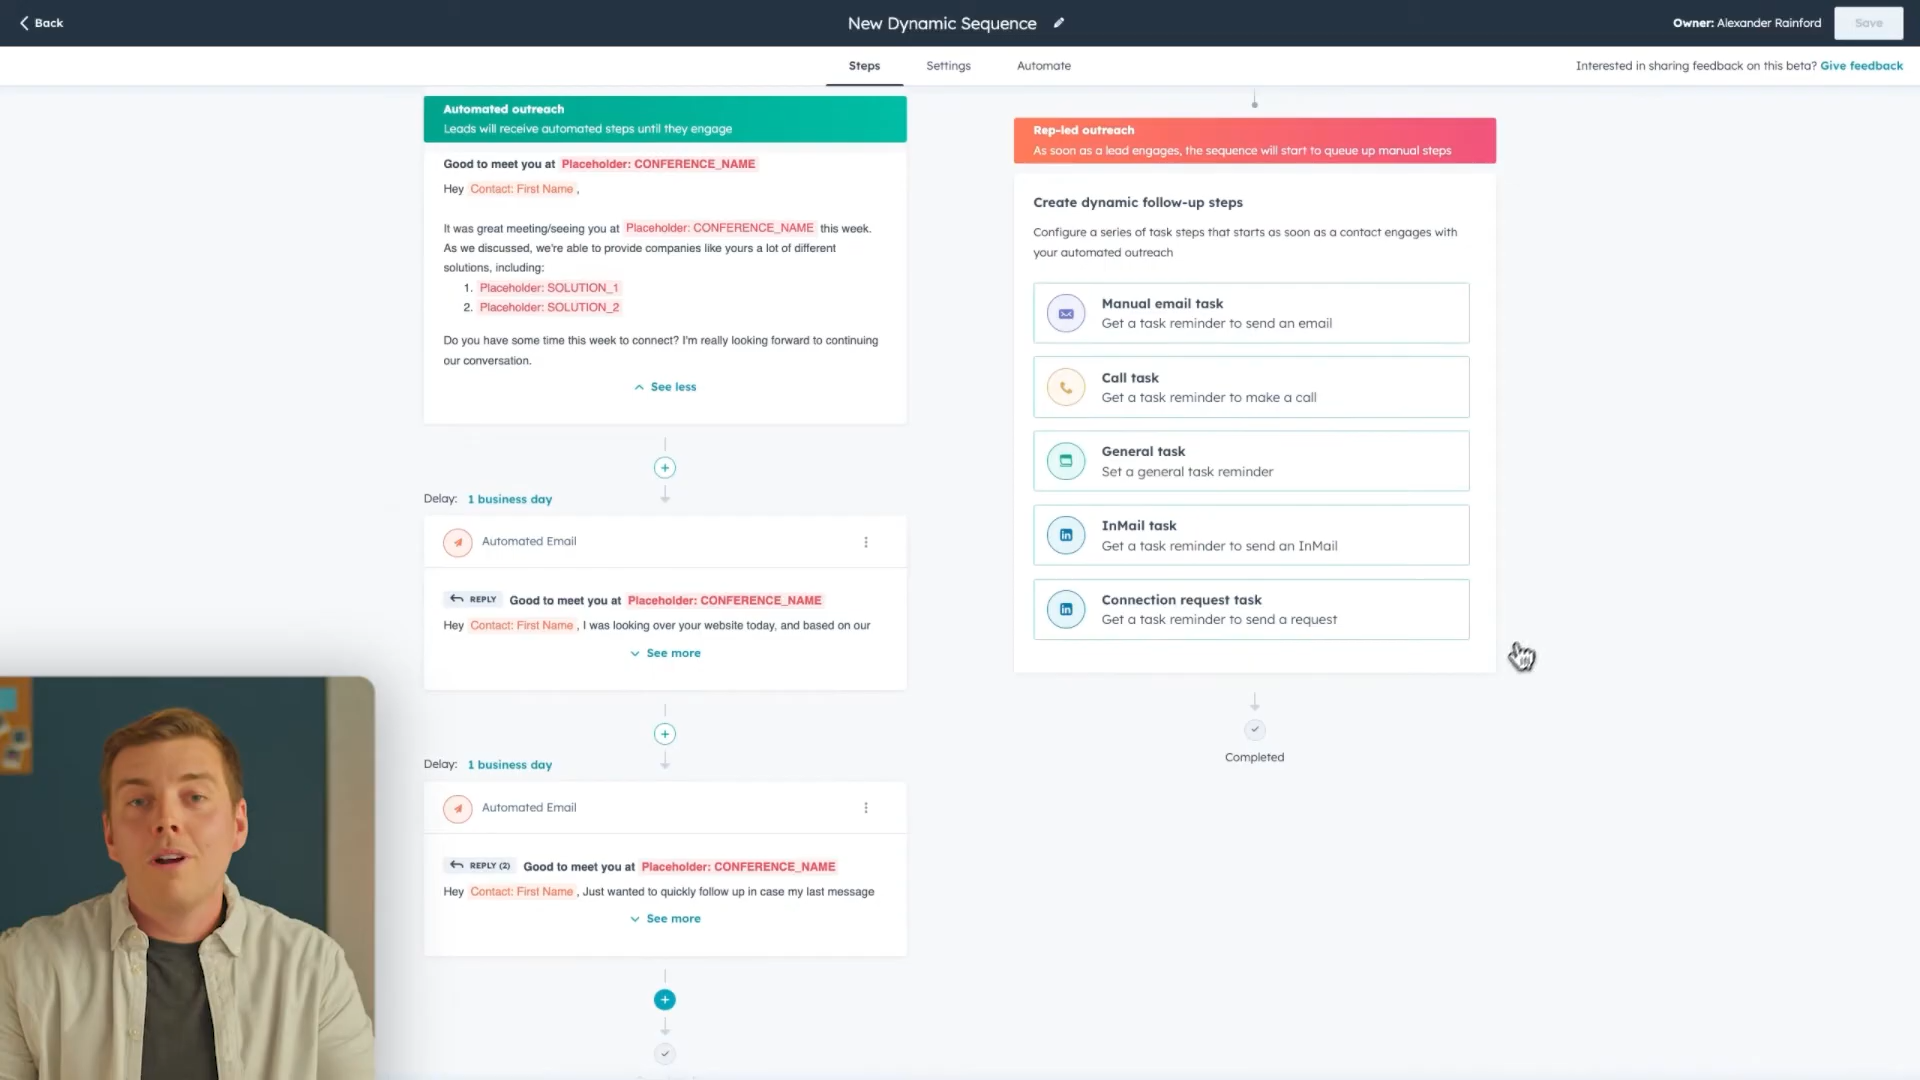 Back
New Dynamic Sequence
Owner: Alexander Rainford
Save
Steps
Settings
Automate
Interested in sharing feedback on this beta? Give feedback
Automated outreach
Leads will receive automated steps until they engage
Good to meet you at Placeholder: CONFERENCE_NAME
Hey Contact: First Name ,
It was great meeting/seeing you at Placeholder: CONFERENCE_NAME this week.
As we discussed, we're able to provide companies like yours a lot of different
solutions, including:
1. Placeholder: SOLUTION_1
2. Placeholder: SOLUTION_2
Do you have some time this week to connect? I'm really looking forward to continuing
our conversation.
See less
Delay: 1 business day
Automated Email
REPLY Good to meet you at Placeholder: CONFERENCE_NAME
Hey Contact: First Name , I was looking over your website today, and based on our
See more
Delay: 1 business day
Automated Email
REPLY (2) Good to meet you at Placeholder: CONFERENCE_NAME
Hey Contact: First Name , Just wanted to quickly follow up in case my last message
See more
Rep-led outreach
As soon as a lead engages, the sequence will start to queue up manual steps
Create dynamic follow-up steps
Configure a series of task steps that starts as soon as a contact engages with
your automated outreach
Manual email task
Get a task reminder to send an email
Call task
Get a task reminder to make a call
General task
Set a general task reminder
InMail task
Get a task reminder to send an InMail
Connection request task
Get a task reminder to send a request
Completed